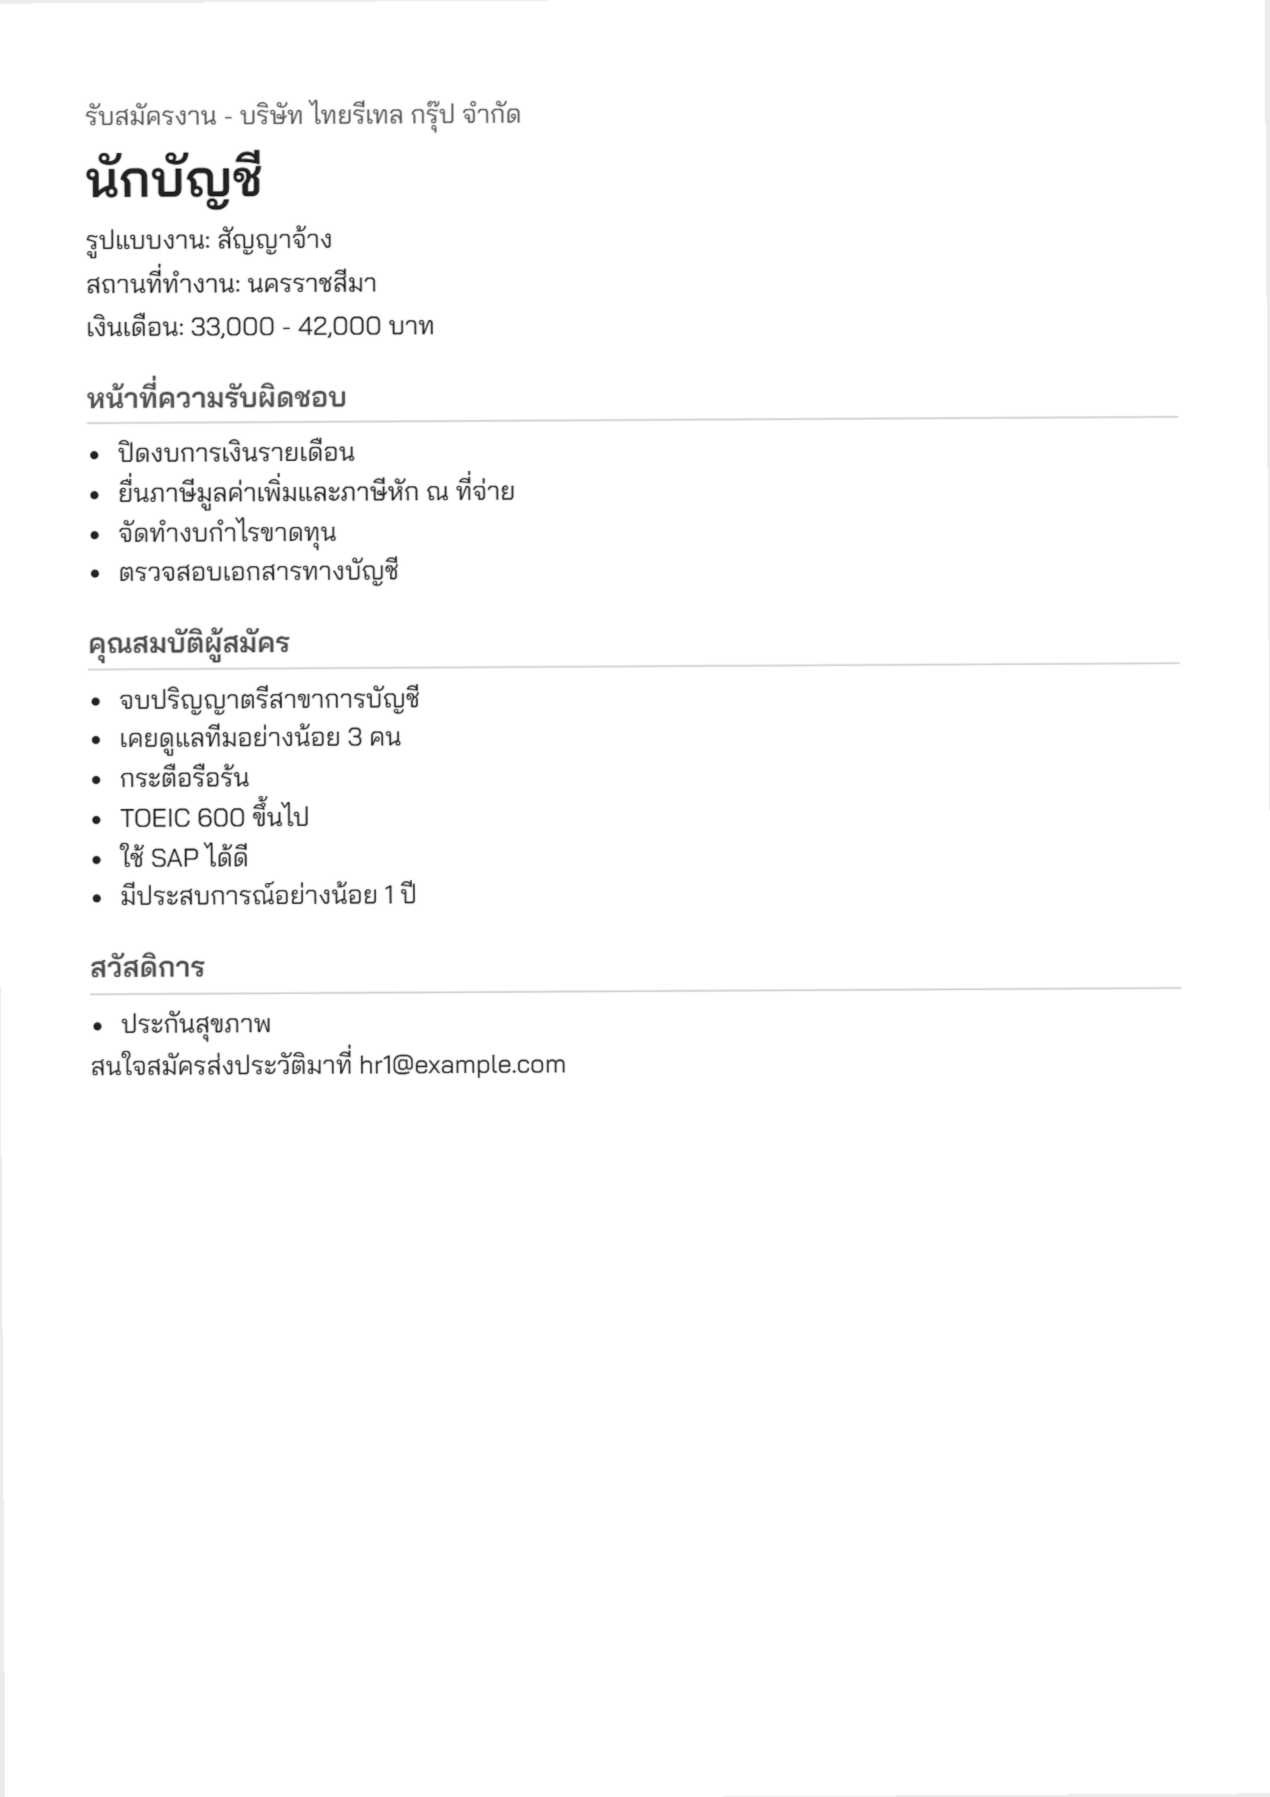 รับสมัครงาน - บริษัท ไทยรีเทล กรุ๊ป จำกัด
นักบัญชี
รูปแบบงาน: สัญญาจ้าง
สถานที่ทำงาน: นครราชสีมา
เงินเดือน: 33,000 - 42,000 บาท
หน้าที่ความรับผิดชอบ
• ปิดงบการเงินรายเดือน
• ยื่นภาษีมูลค่าเพิ่มและภาษีหัก ณ ที่จ่าย
• จัดทำงบกำไรขาดทุน
• ตรวจสอบเอกสารทางบัญชี
คุณสมบัติผู้สมัคร
• จบปริญญาตรีสาขาการบัญชี
• เคยดูแลทีมอย่างน้อย 3 คน
• กระตือรือร้น
• TOEIC 600 ขึ้นไป
• ใช้ SAP ได้ดี
• มีประสบการณ์อย่างน้อย 1 ปี
สวัสดิการ
• ประกันสุขภาพ
สนใจสมัครส่งประวัติมาที่ hr1@example.com